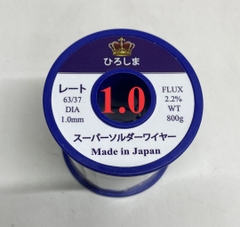 ひろしま
レート
63/37
DIA
1.0mm
1.0
FLUX
2.2%
WT
800g
スーパーソルダーワイヤー
Made in Japan